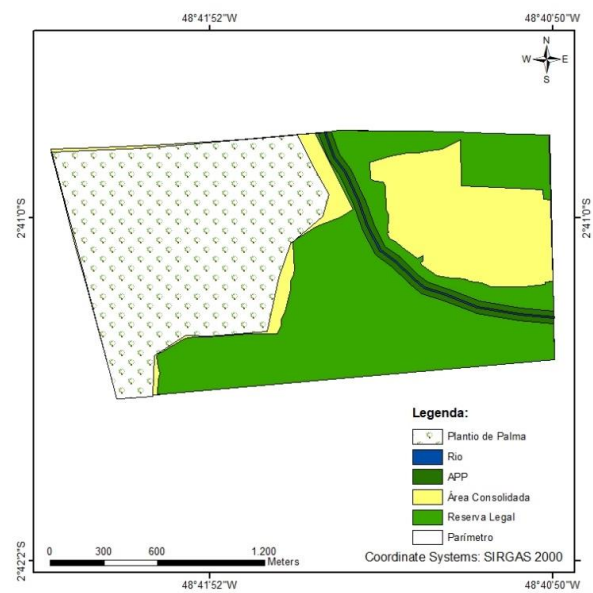 48°41'52"W 48°40'50"W
N
W E
S
2°41'0"S 2°41'0"S
Legenda:
Plantio de Palma
Rio
APP
Área Consolidada
Reserva Legal
Parímetro
0 300 600 1.200
Meters
Coordinate Systems: SIRGAS 2000
2°42'2"S 2°42'2"S
48°41'52"W 48°40'50"W